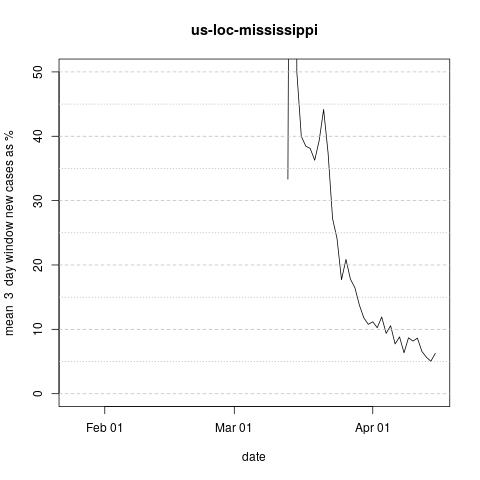 us-loc-mississippi
mean  3  day window new cases as %
50
40
30
20
10
0
Feb 01
Mar 01
Apr 01
date